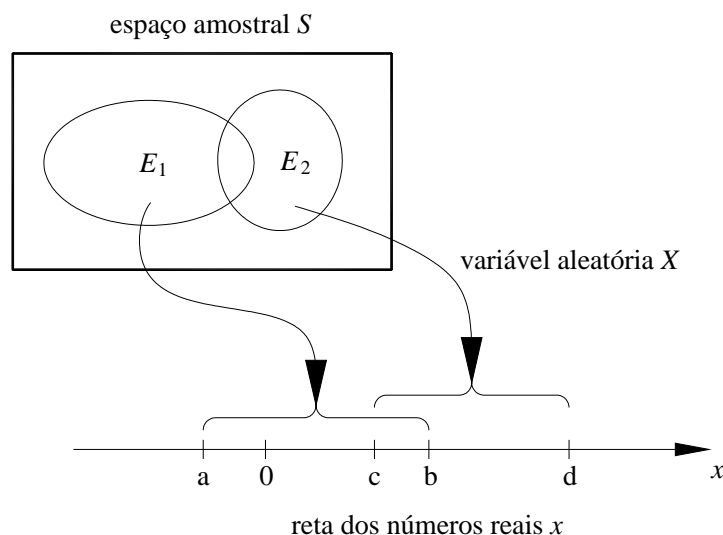 espaço amostral S
E1
E2
variável aleatória X
a
0
c
b
d
x
reta dos números reais x